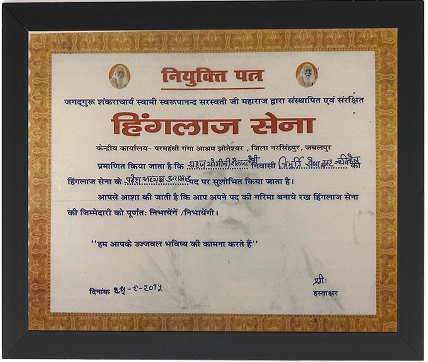 नियुक्ति पत्र
जगद्गुरु शंकराचार्य स्वामी स्वरूपानन्द सरस्वती जी महाराज द्वारा संस्थापित एवं संरक्षित
हिंगलाज सेना
केन्द्रीय कार्यालय- परमहंसी गंगा आश्रम झोतेश्वर , जिला नरसिंहपुर, जबलपुर
प्रमाणित किया जाता है कि निवासी को
हिंगलाज सेना के पद पर सुशोभित किया जाता है।
आपसे आशा की जाती है कि आप अपने पद की गरिमा बनाये रख हिंगलाज सेना
की जिम्मेदारी को पूर्णतः निभायेंगें /निभायेंगी।
''हम आपके उज्जवल भविष्य की कामना करते हैं''
दिनांक
हस्ताक्षर